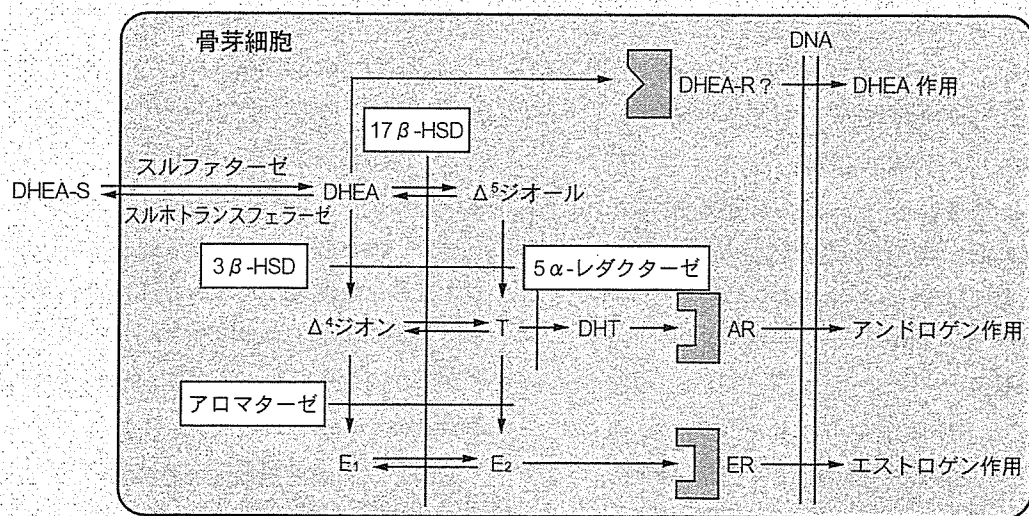 骨芽細胞
DNA
DHEA-R?
DHEA 作用
17β-HSD
スルファターゼ
DHEA-S
DHEA
Δ⁵ジオール
スルホトランスフェラーゼ
3β-HSD
5α-レダクターゼ
Δ⁴ジオン
T
DHT
AR
アンドロゲン作用
アロマターゼ
E₁
E₂
ER
エストロゲン作用